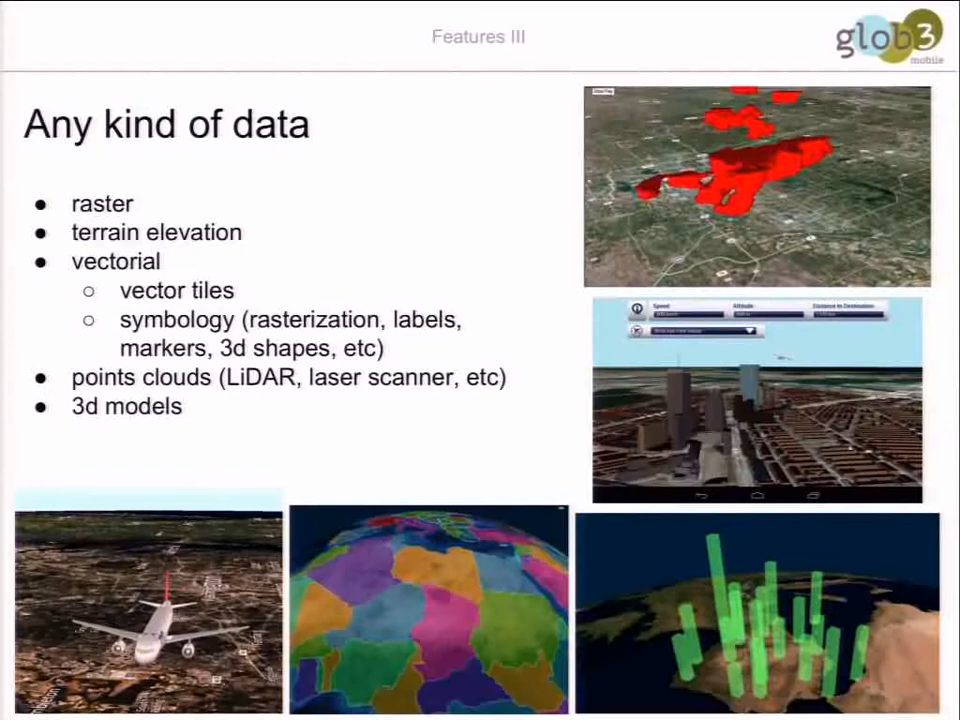 Features III
glob3
mobile
Any kind of data
● raster
● terrain elevation
● vectorial
○ vector tiles
○ symbology (rasterization, labels,
markers, 3d shapes, etc)
● points clouds (LiDAR, laser scanner, etc)
● 3d models
Speed
Altitude
Distance to Destination